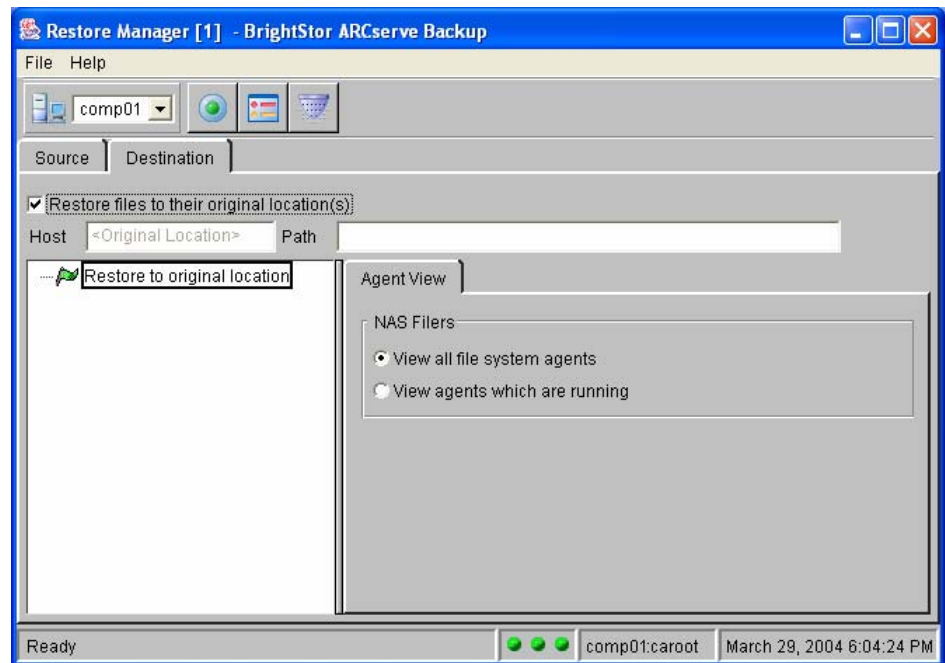 Restore Manager [1] - BrightStor ARCserve Backup
File Help
comp01
Source Destination
Restore files to their original location(s)
Host <Original Location> Path
Restore to original location
Agent View
NAS Filers
View all file system agents
View agents which are running
Ready comp01:caroot March 29, 2004 6:04:24 PM